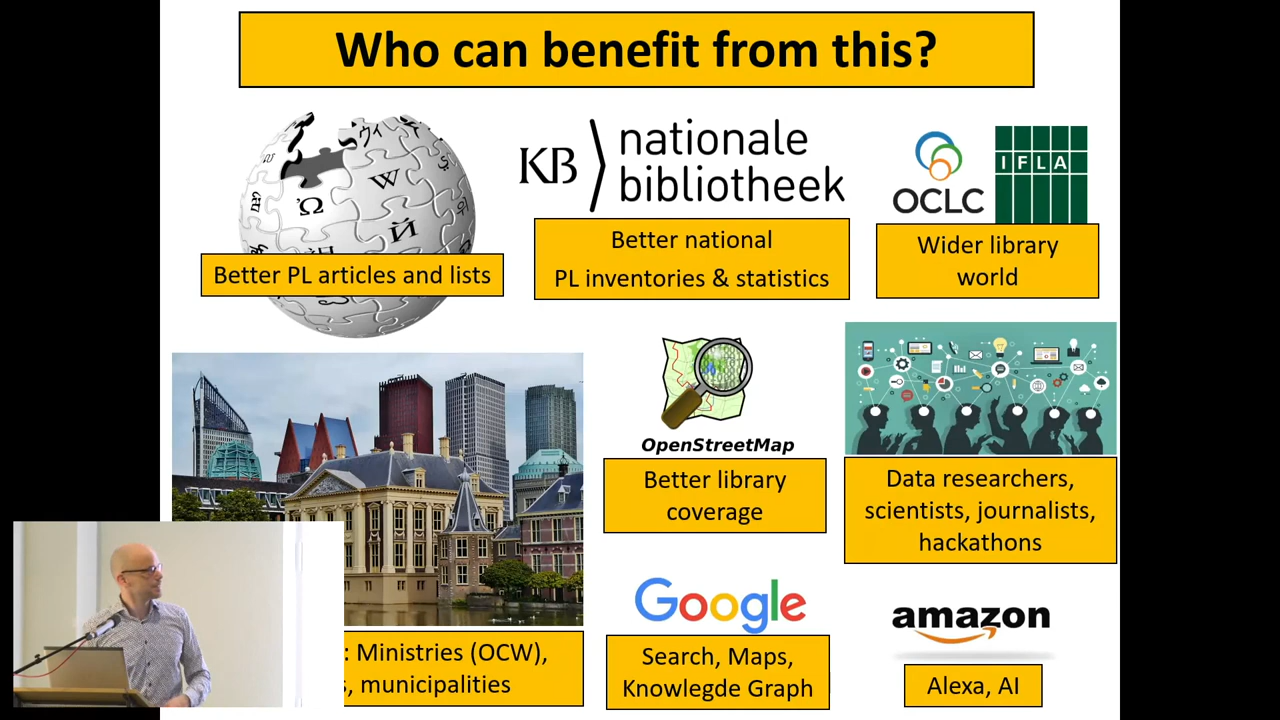 Who can benefit from this?
W
Ω
И
Better PL articles and lists
KB
nationale
bibliotheek
Better national
PL inventories & statistics
OCLC
IFLA
Wider library
world
OpenStreetMap
Better library
coverage
Data researchers,
scientists, journalists,
hackathons
: Ministries (OCW),
, municipalities
Google
Search, Maps,
Knowlegde Graph
amazon
Alexa, AI